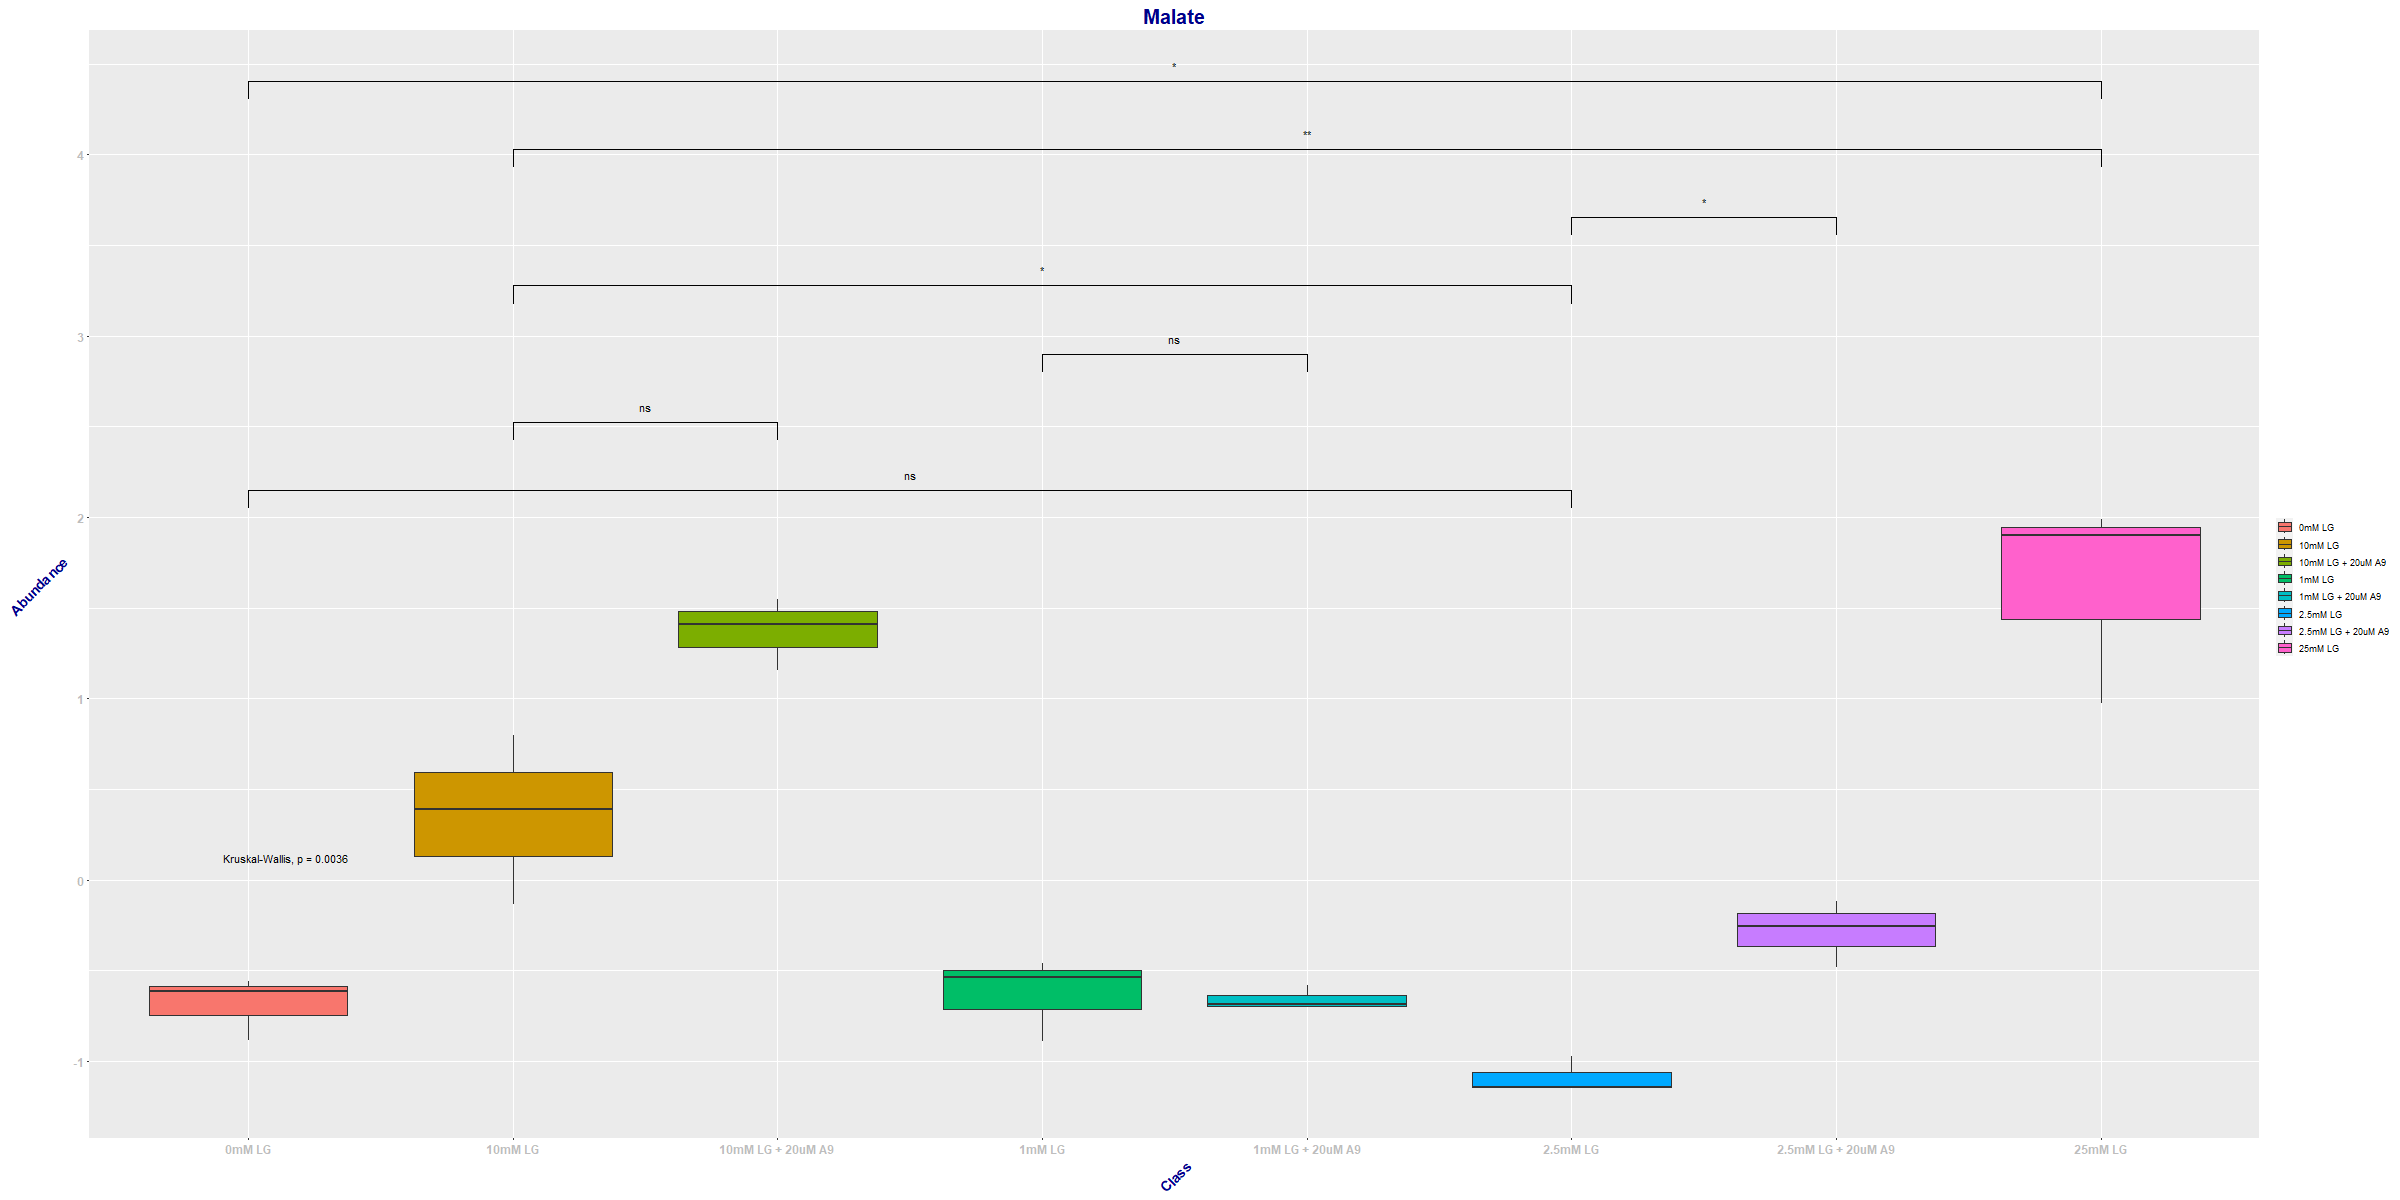 Malate
*
**
*
*
ns
ns
ns
4
3
2
1
0
-1
Abundance
Kruskal-Wallis, p = 0.0036
0mM LG
10mM LG
10mM LG + 20uM A9
1mM LG
1mM LG + 20uM A9
2.5mM LG
2.5mM LG + 20uM A9
25mM LG
Class
0mM LG
10mM LG
10mM LG + 20uM A9
1mM LG
1mM LG + 20uM A9
2.5mM LG
2.5mM LG + 20uM A9
25mM LG